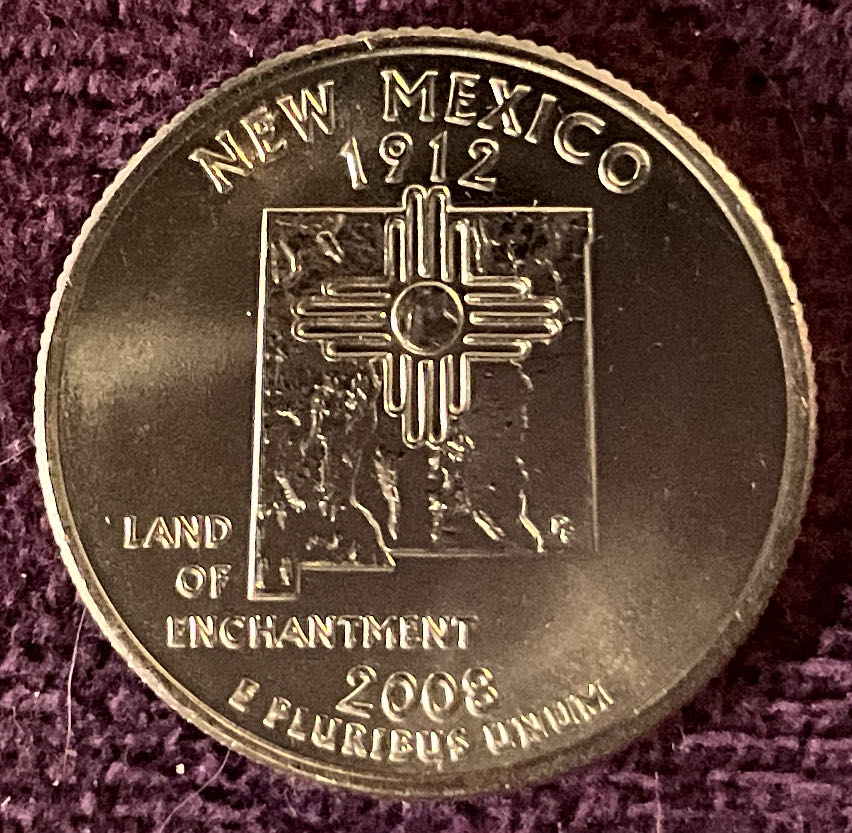 NEW MEXICO
1912
LAND
OF
ENCHANTMENT
2008
E PLURIBUS UNUM